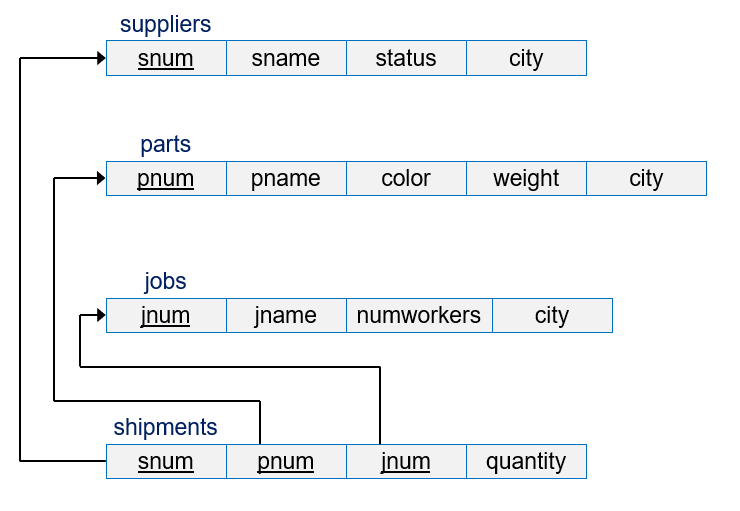 suppliers
snum sname status city
parts
pnum pname color weight city
jobs
jnum jname numworkers city
shipments
snum pnum jnum quantity